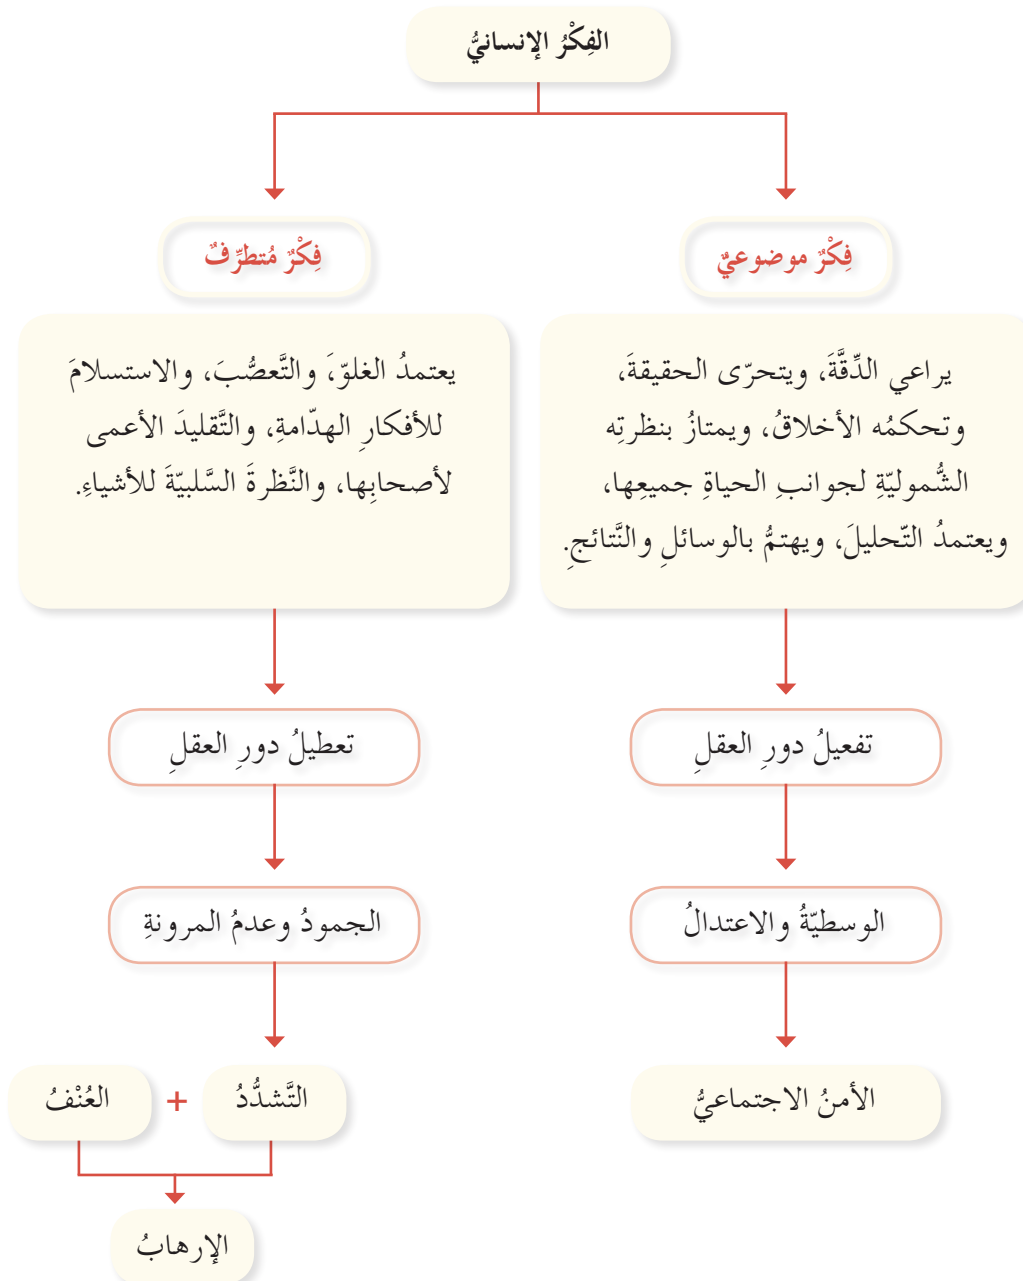 الفِكْرُ الإنسانيُّ
فِكْرٌ موضوعيٌّ
يراعي الدِّقَّةَ، ويتحرّى الحقيقةَ،
وتحكمُه الأخلاقُ، ويمتازُ بنظرتِه
الشُّموليّةِ لجوانبِ الحياةِ جميعِها،
ويعتمدُ التّحليلَ، ويهتمُّ بالوسائلِ والنَّتائجِ.
تفعيلُ دورِ العقلِ
الوسطيّةُ والاعتدالُ
الأمنُ الاجتماعيُّ
فِكْرٌ مُتطرِّفٌ
يعتمدُ الغلوّ،َ والتَّعصُّبَ، والاستسلامَ
للأفكارِ الهدّامةِ، والتَّقليدَ الأعمى
لأصحابِها، والنَّظرةَ السَّلبيّةَ للأشياءِ.
تعطيلُ دورِ العقلِ
الجمودُ وعدمُ المرونةِ
التَّشدُّدُ + العُنْفُ
الإرهابُ